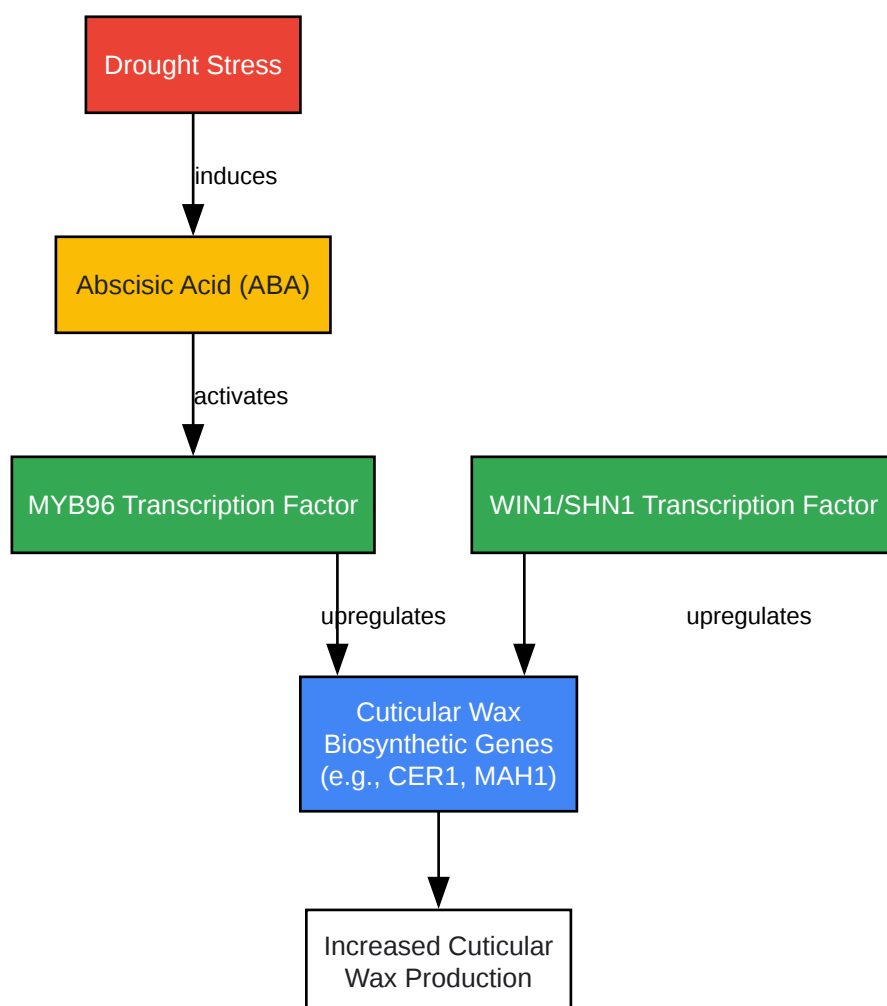 Drought Stress
induces
Abscisic Acid (ABA)
activates
MYB96 Transcription Factor
WIN1/SHN1 Transcription Factor
upregulates
upregulates
Cuticular Wax
Biosynthetic Genes
(e.g., CER1, MAH1)
Increased Cuticular
Wax Production